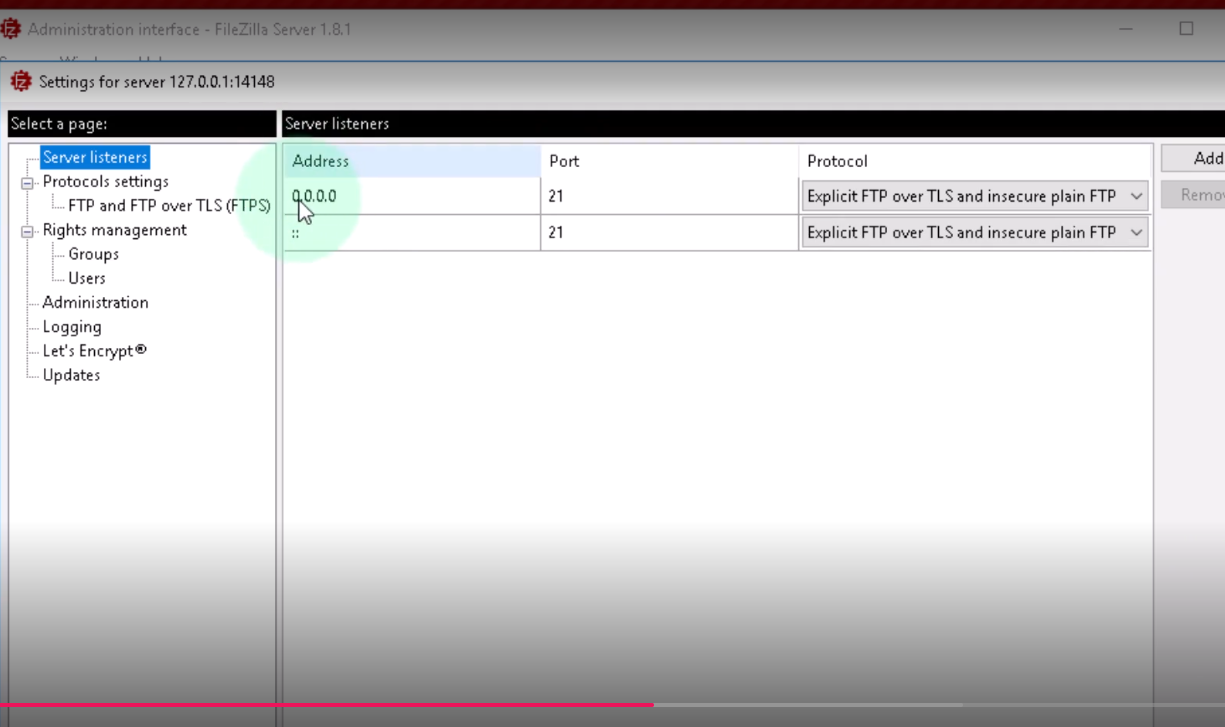 Administration interface - FileZilla Server 1.8.1
Settings for server 127.0.0.1:14148
Select a page:
Server listeners
Protocols settings
FTP and FTP over TLS (FTPS)
Rights management
Groups
Users
Administration
Logging
Let's Encrypt®
Updates
Server listeners
Address Port Protocol
0.0.0.0 21 Explicit FTP over TLS and insecure plain FTP
:: 21 Explicit FTP over TLS and insecure plain FTP
Add
Remov